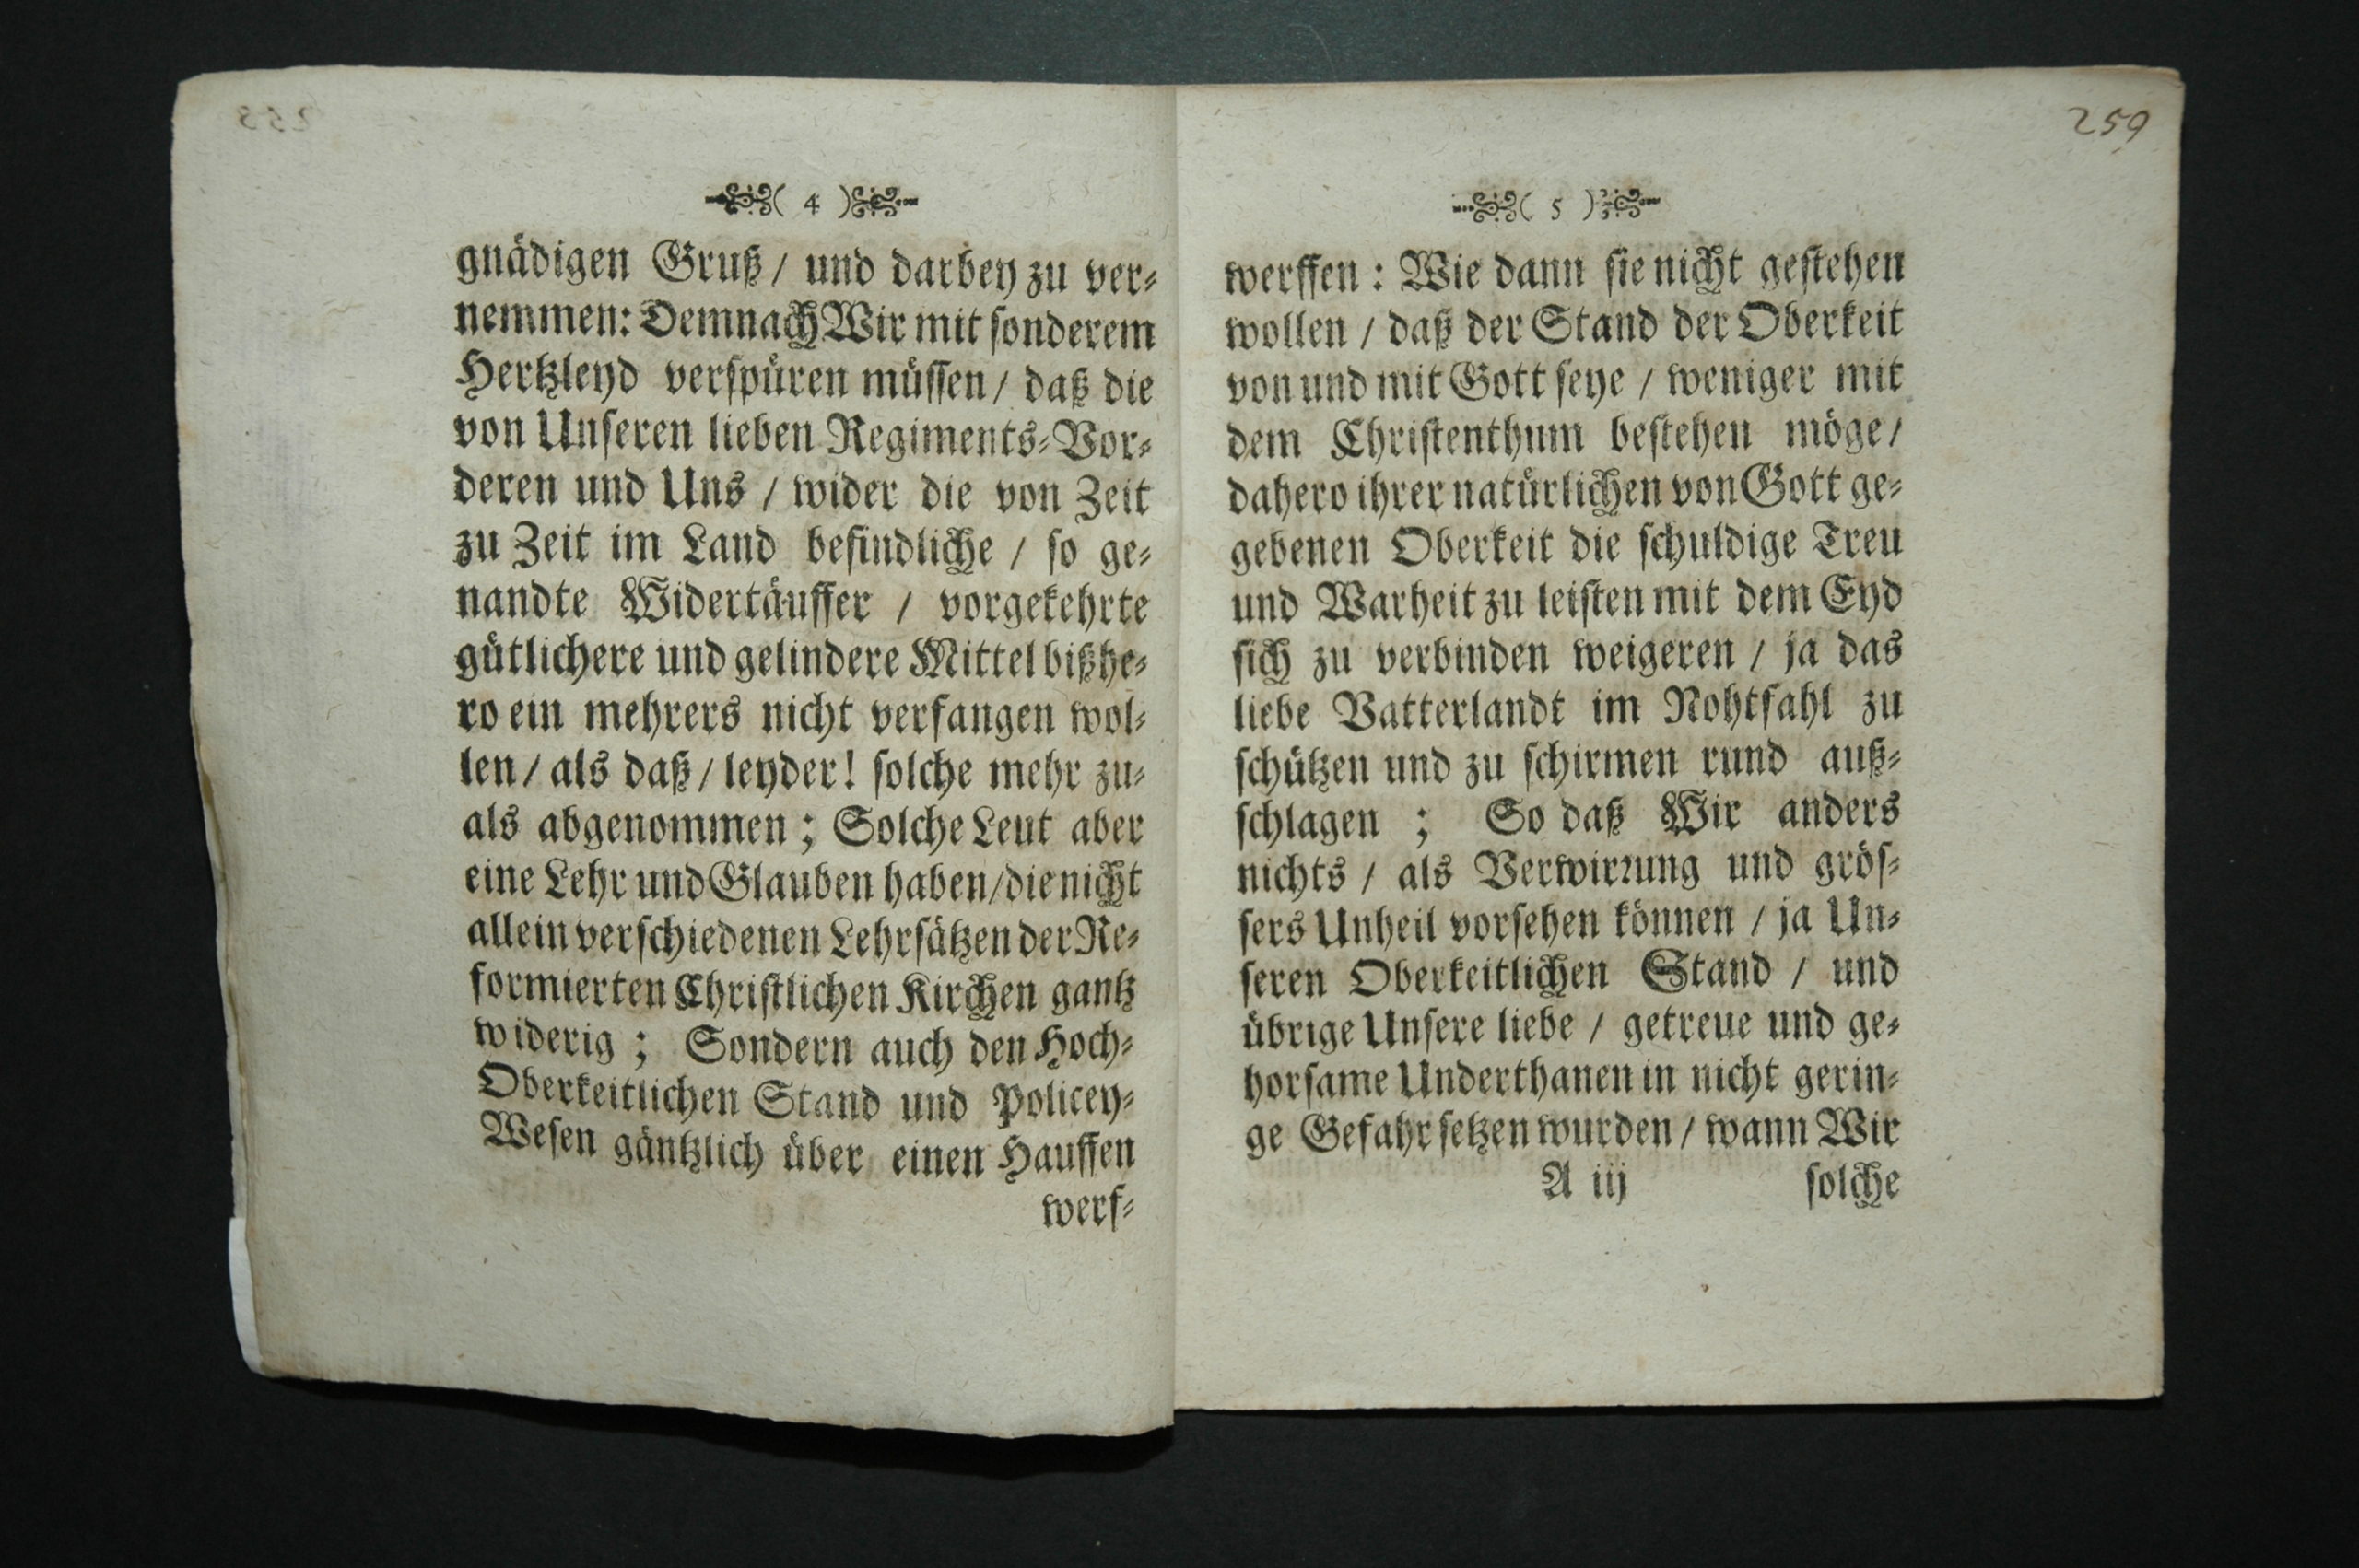 ( 4 )
gnädigen Gruß / und darbey zu ver⸗
nemmen: Demnach Wir mit sonderem
Hertzleyd verspüren müssen / daß die
von Unseren lieben Regiments⸗Vor⸗
deren und Uns / wider die von Zeit
zu Zeit im Land befindliche / so ge⸗
nandte Widertäuffer / vorgekehrte
gütlichere und gelindere Mittel bißhe⸗
ro ein mehrers nicht verfangen wol⸗
len / als daß / leyder! solche mehr zu⸗
als abgenommen ; Solche Leut aber
eine Lehr und Glauben haben / die nicht
allein verschiedenen Lehrsätzen der Re⸗
formierten Christlichen Kirchen gantz
widerig ; Sondern auch den Hoch⸗
Oberkeitlichen Stand und Policey⸗
Wesen gäntzlich über einen Hauffen
werf⸗
259
( 5 )
werffen : Wie dann sie nicht gestehen
wollen / daß der Stand der Oberkeit
von und mit Gott seye / weniger mit
dem Christenthum bestehen möge /
dahero ihrer natürlichen von Gott ge⸗
gebenen Oberkeit die schuldige Treu
und Warheit zu leisten mit dem Eyd
sich zu verbinden weigeren / ja das
liebe Vatterlandt im Nohtfahl zu
schützen und zu schirmen rund auß⸗
schlagen ; So daß Wir anders
nichts / als Verwirrung und grös⸗
sers Unheil vorsehen können / ja Un⸗
seren Oberkeitlichen Stand / und
übrige Unsere liebe / getreue und ge⸗
horsame Underthanen in nicht gerin⸗
ge Gefahr setzen wurden / wann Wir
A iij solche